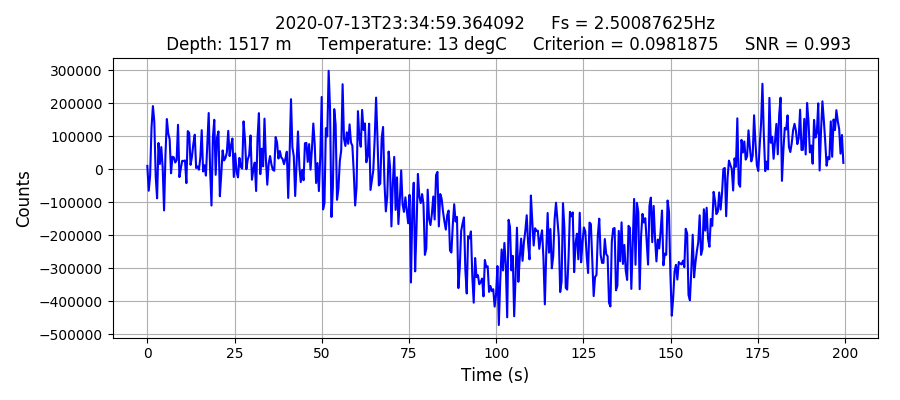 2020-07-13T23:34:59.364092 Fs = 2.50087625Hz
Depth: 1517 m Temperature: 13 degC Criterion = 0.0981875 SNR = 0.993
300000
200000
100000
0
−100000
−200000
−300000
−400000
−500000
Counts
0 25 50 75 100 125 150 175 200
Time (s)